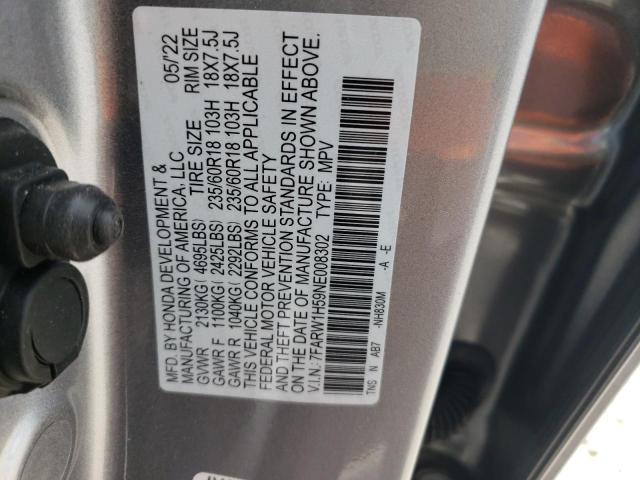 MFD. BY HONDA DEVELOPMENT & 05/'22
MANUFACTURING OF AMERICA, LLC
TIRE SIZE RIM SIZE
GVWR 2130KG ( 4695LBS)
GAWR F 1100KG ( 2425LBS) 235/60R18 103H 18X7.5J
GAWR R 1040KG ( 2292LBS) 235/60R18 103H 18X7.5J
THIS VEHICLE CONFORMS TO ALL APPLICABLE
FEDERAL MOTOR VEHICLE SAFETY
AND THEFT PREVENTION STANDARDS IN EFFECT
ON THE DATE OF MANUFACTURE SHOWN ABOVE.
V.I.N.: 7FARW1H59NE008302 TYPE: MPV
TNS N AB7 -NH830M -A -E